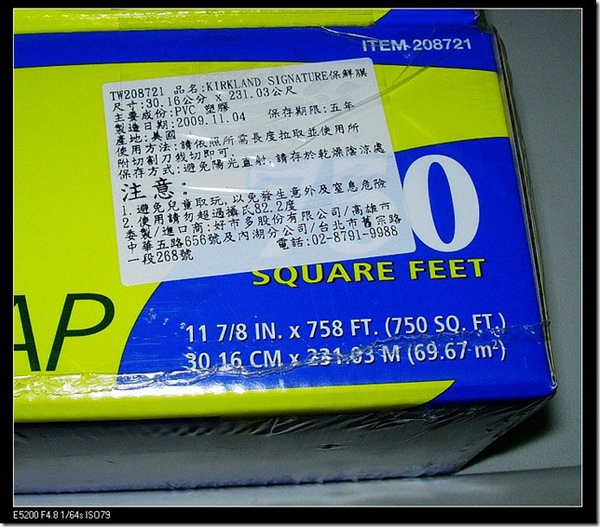 ITEM 208721
TW208721 品名:KIRKLAND SIGNATURE保鮮膜
尺寸:30.16公分 x 231.03公尺
主要成份:PVC 塑膠
製造日期:2009.11.04 保存期限:五年
產地:美國
使用方法:請依照所需長度拉取並使用所
附切割刀裁切即可
保存方式:避免陽光直射,請存於乾燥陰涼處
注意:
1.避免兒童取玩,以免發生意外及窒息危險
2.使用請勿超過攝氏82.2度
委製/進口商:好市多股份有限公司/高雄市
中華五路656號及內湖分公司/台北市舊宗路
一段268號 電話:02-8791-9988
0
SQUARE FEET
AP
11 7/8 IN. x 758 FT. (750 SQ. FT.)
30.16 CM x 231.03 M (69.67 m²)
E5200 F4.8 1/64s ISO79